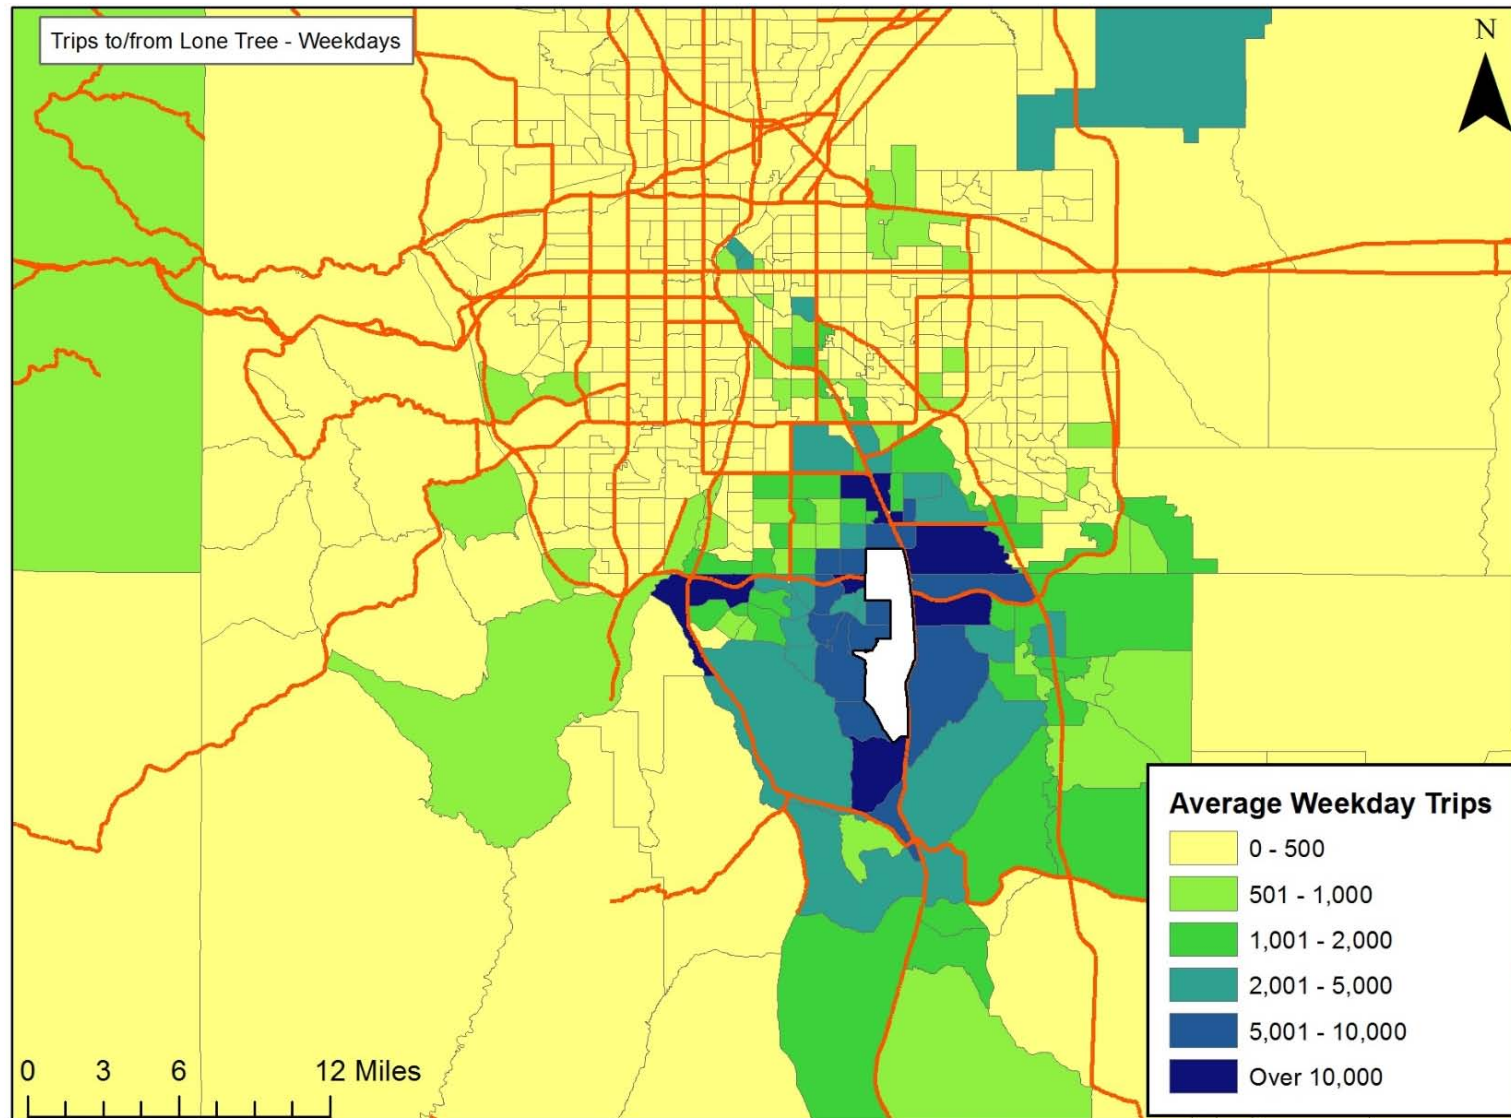 Trips to/from Lone Tree - Weekdays
N
Average Weekday Trips
0 - 500
501 - 1,000
1,001 - 2,000
2,001 - 5,000
5,001 - 10,000
Over 10,000
0 3 6 12 Miles